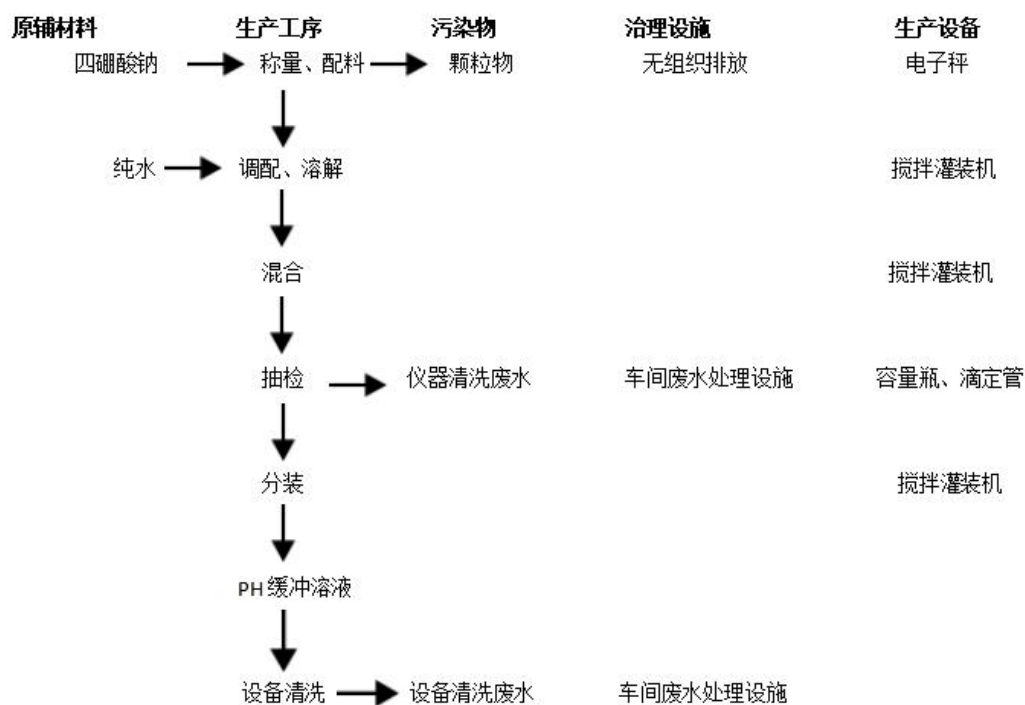 原辅材料 生产工序 污染物 治理设施 生产设备
四硼酸钠 称量、配料 颗粒物 无组织排放 电子秤
纯水 调配、溶解 搅拌灌装机
混合 搅拌灌装机
抽检 仪器清洗废水 车间废水处理设施 容量瓶、滴定管
分装 搅拌灌装机
PH缓冲溶液
设备清洗 设备清洗废水 车间废水处理设施